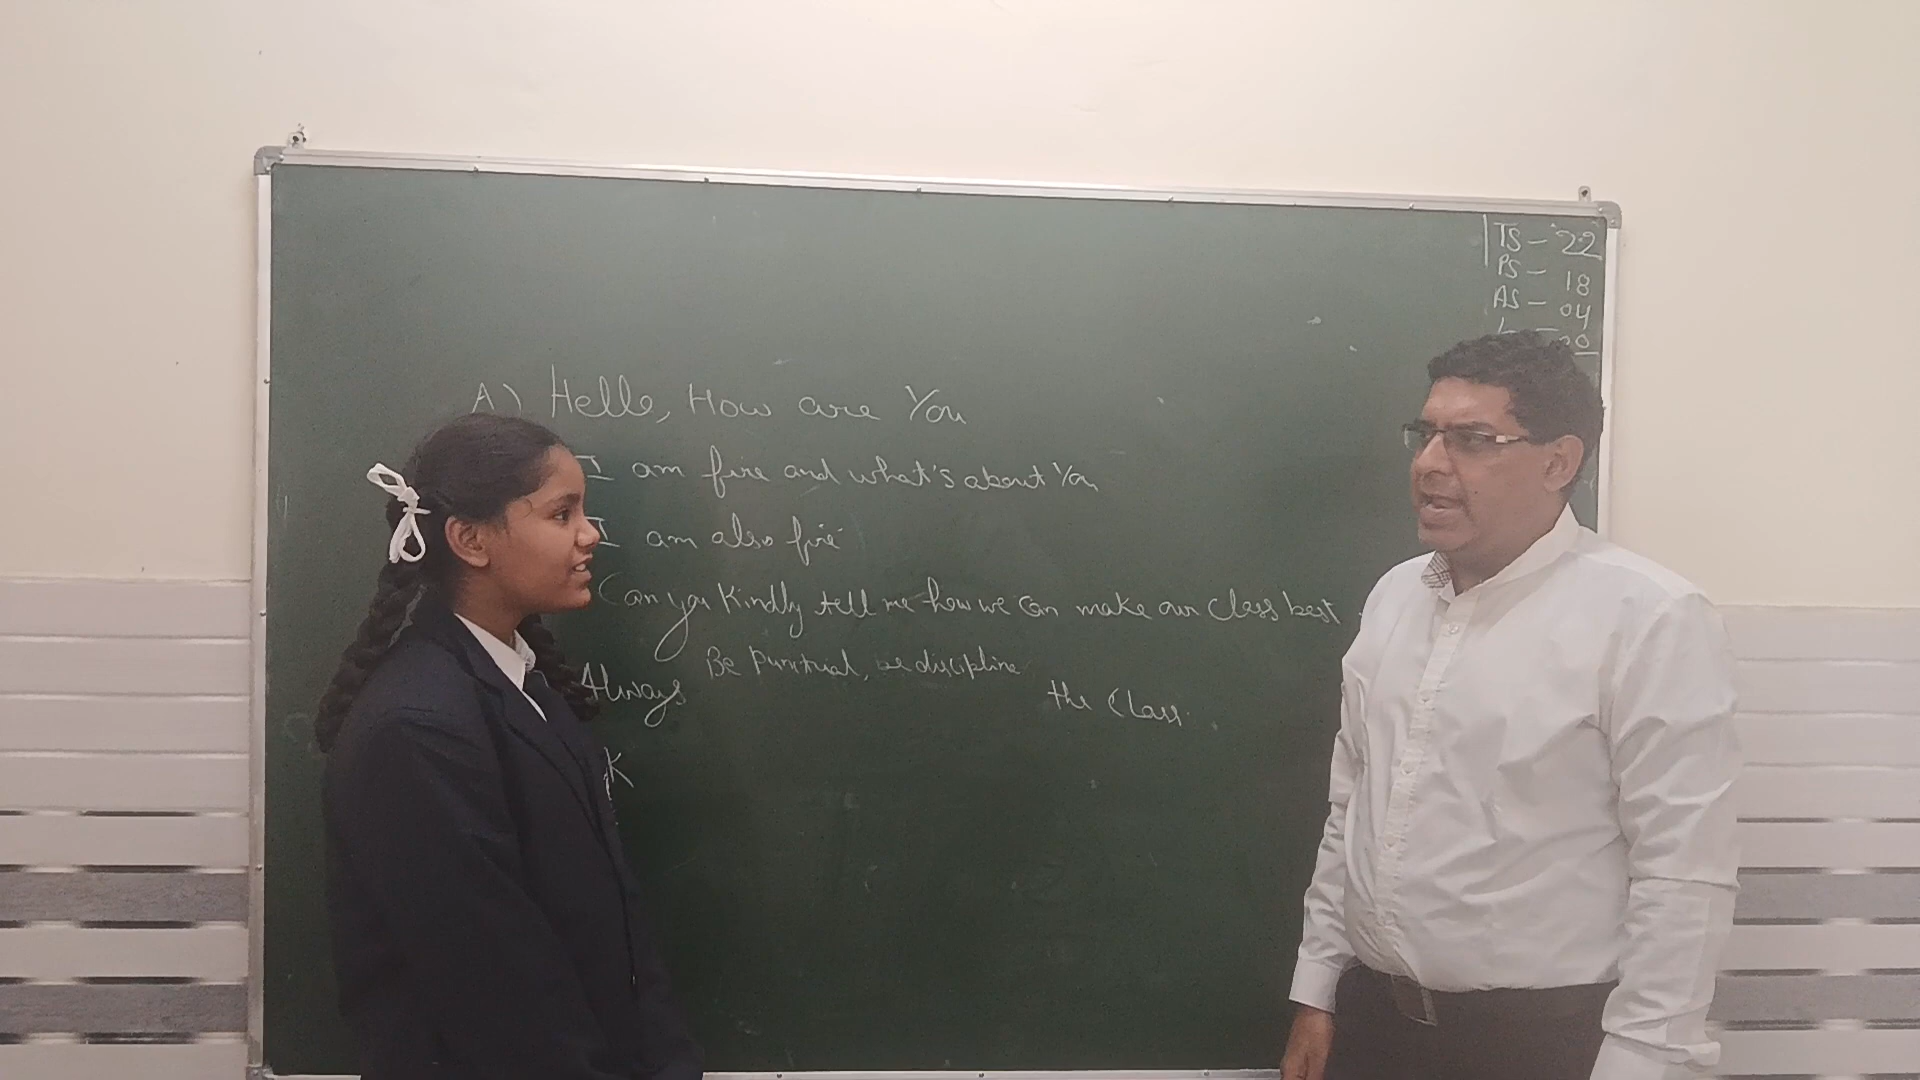 TS - 22
PS - 18
AS - 04
L - 00
A) Hello, How are You
I am fine and what's about You
I am also fine
Can you Kindly tell me how we Can make our Class best
Be Punctual, be discipline
Always the Class.
K